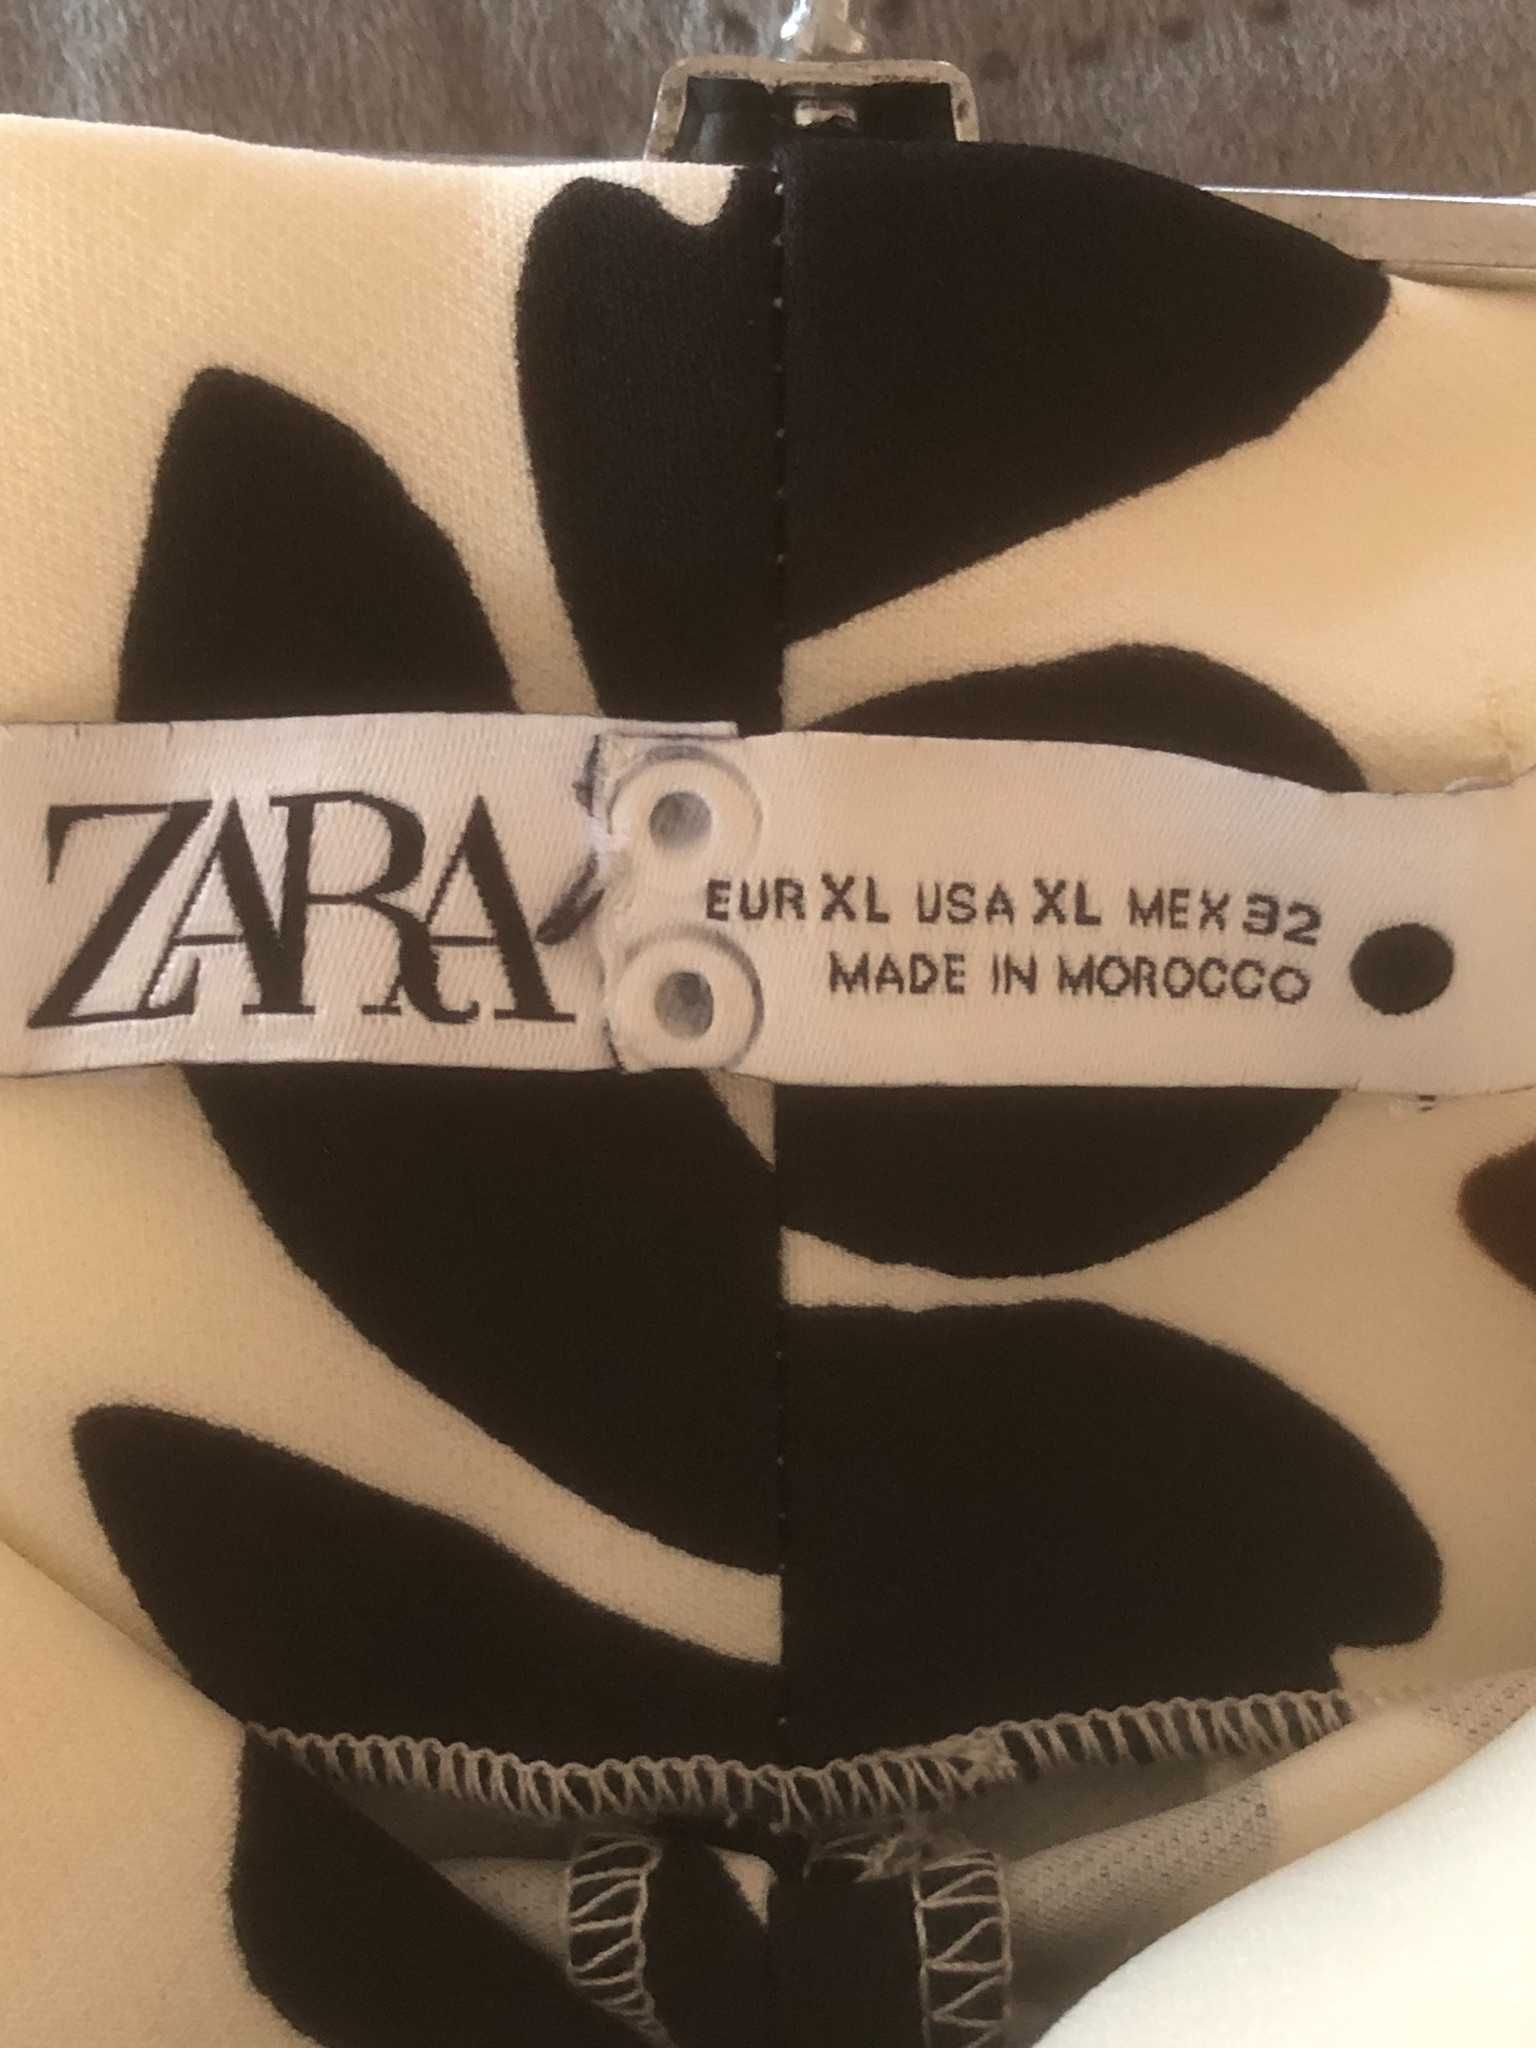 ZARA
EUR XL USA XL MEX 32
MADE IN MOROCCO